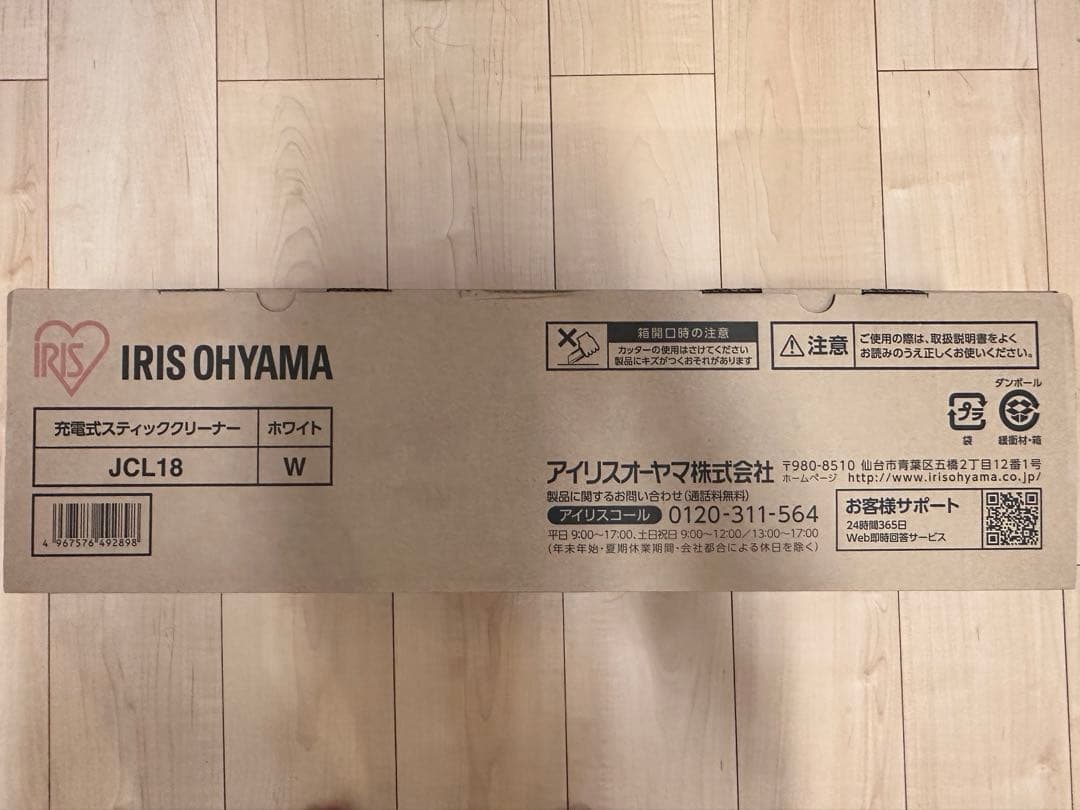 IRIS
IRIS OHYAMA
充電式スティッククリーナー
ホワイト
JCL18
W
4 967576 492898
箱開口時の注意
カッターの使用はさけてください
製品にキズがつくおそれがあります
注意
ご使用の際は、取扱説明書をよく
お読みのうえ正しくお使いください。
プラ
袋
ダンボール
緩衝材・箱
アイリスオーヤマ株式会社
〒980-8510 仙台市青葉区五橋2丁目12番1号
ホームページ http://www.irisohyama.co.jp/
製品に関するお問い合わせ(通話料無料)
アイリスコール 0120-311-564
平日 9:00〜17:00、土日祝日 9:00〜12:00/13:00〜17:00
(年末年始・夏期休業期間・会社都合による休日を除く)
お客様サポート
24時間365日
Web即時回答サービス